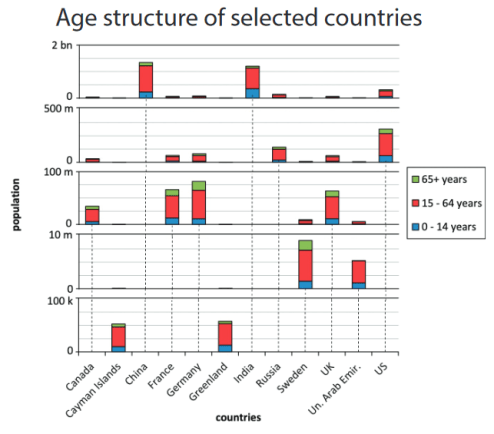 Age structure of selected countries
2 bn
0
500 m
0
100 m
0
10 m
0
100 k
0
population
65+ years
15 - 64 years
0 - 14 years
Canada
Cayman Islands
China
France
Germany
Greenland
India
Russia
Sweden
UK
Un. Arab Emir.
US
countries